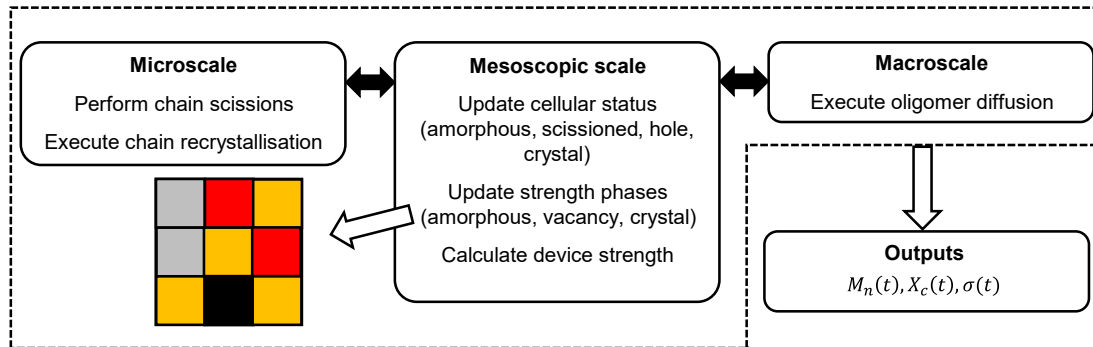 Microscale
Perform chain scissions
Execute chain recrystallisation
Mesoscopic scale
Update cellular status
(amorphous, scissioned, hole,
crystal)
Update strength phases
(amorphous, vacancy, crystal)
Calculate device strength
Macroscale
Execute oligomer diffusion
Outputs
Mₙ(t), X_c(t), σ(t)